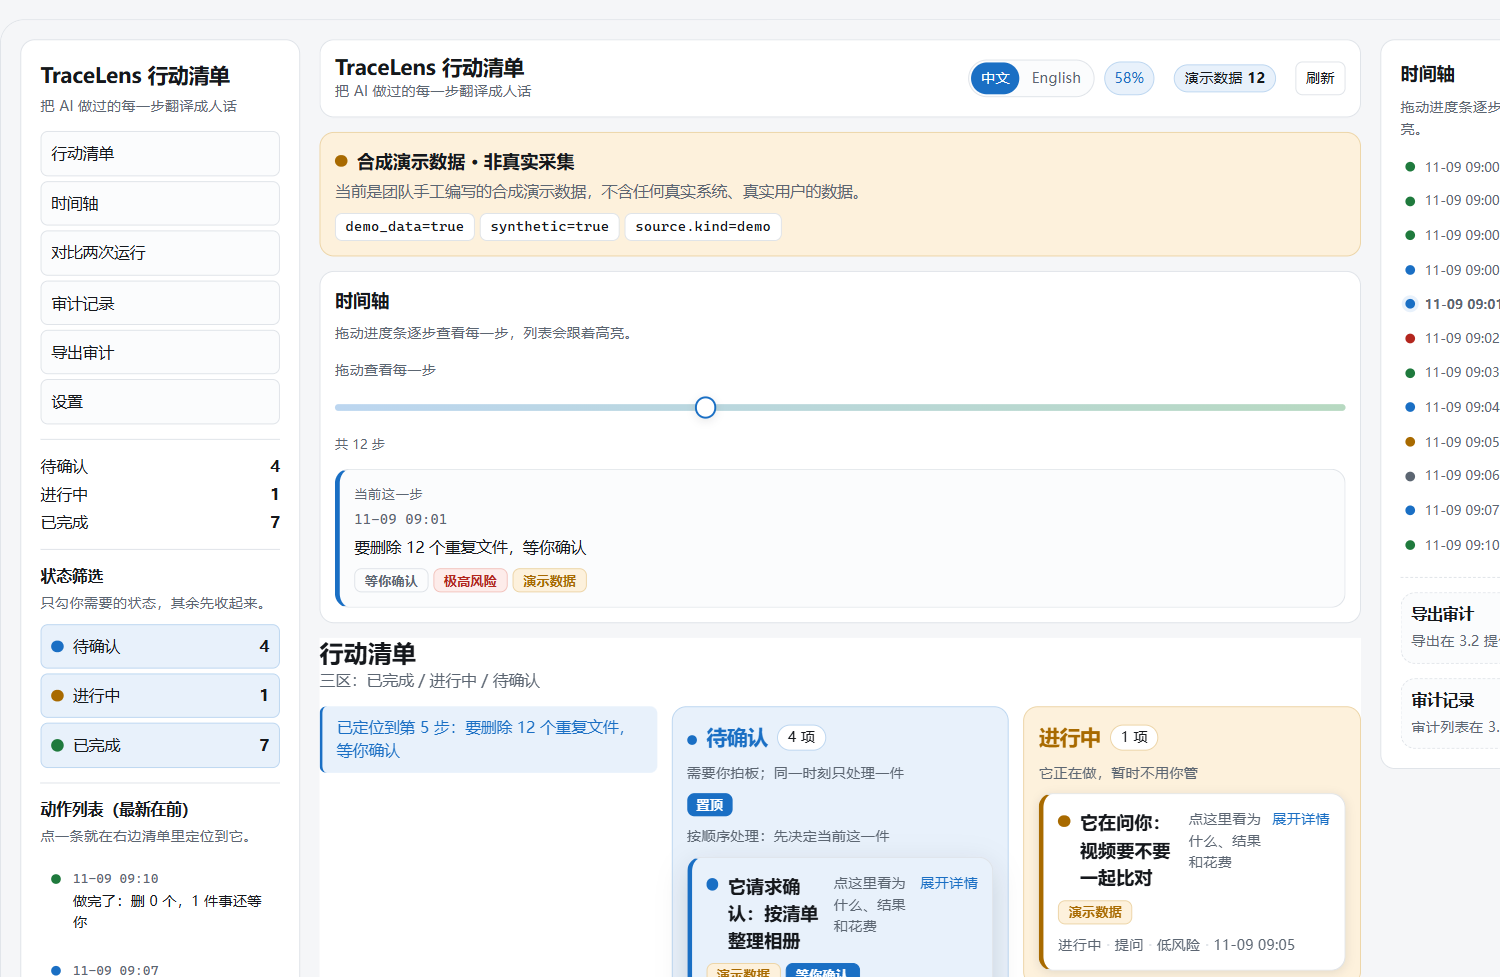 TraceLens 行动清单
把 AI 做过的每一步翻译成人话
行动清单
时间轴
对比两次运行
审计记录
导出审计
设置
待确认 4
进行中 1
已完成 7
状态筛选
只勾你需要的状态，其余先收起来。
待确认 4
进行中 1
已完成 7
动作列表（最新在前）
点一条就在右边清单里定位到它。
11-09 09:10
做完了：删 0 个，1 件事还等
你
11-09 09:07
TraceLens 行动清单
把 AI 做过的每一步翻译成人话
中文 English 58% 演示数据 12 刷新
合成演示数据 · 非真实采集
当前是团队手工编写的合成演示数据，不含任何真实系统、真实用户的数据。
demo_data=true synthetic=true source.kind=demo
时间轴
拖动进度条逐步查看每一步，列表会跟着高亮。
拖动查看每一步
共 12 步
当前这一步
11-09 09:01
要删除 12 个重复文件，等你确认
等你确认 极高风险 演示数据
行动清单
三区：已完成 / 进行中 / 待确认
已定位到第 5 步：要删除 12 个重复文件，
等你确认
待确认 4 项
需要你拍板；同一时刻只处理一件
置顶
按顺序处理：先决定当前这一件
它请求确
认：按清单
整理相册
点这里看为
什么、结果
和花费
展开详情
演示数据 等你确认
进行中 1 项
它正在做，暂时不用你管
它在问你：
视频要不要
一起比对
点这里看为
什么、结果
和花费
展开详情
演示数据
进行中 · 提问 · 低风险 · 11-09 09:05
时间轴
拖动进度条逐步
亮。
11-09 09:00
11-09 09:00
11-09 09:00
11-09 09:00
11-09 09:01
11-09 09:02
11-09 09:03
11-09 09:04
11-09 09:05
11-09 09:06
11-09 09:07
11-09 09:10
导出审计
导出在 3.2 提
审计记录
审计列表在 3.